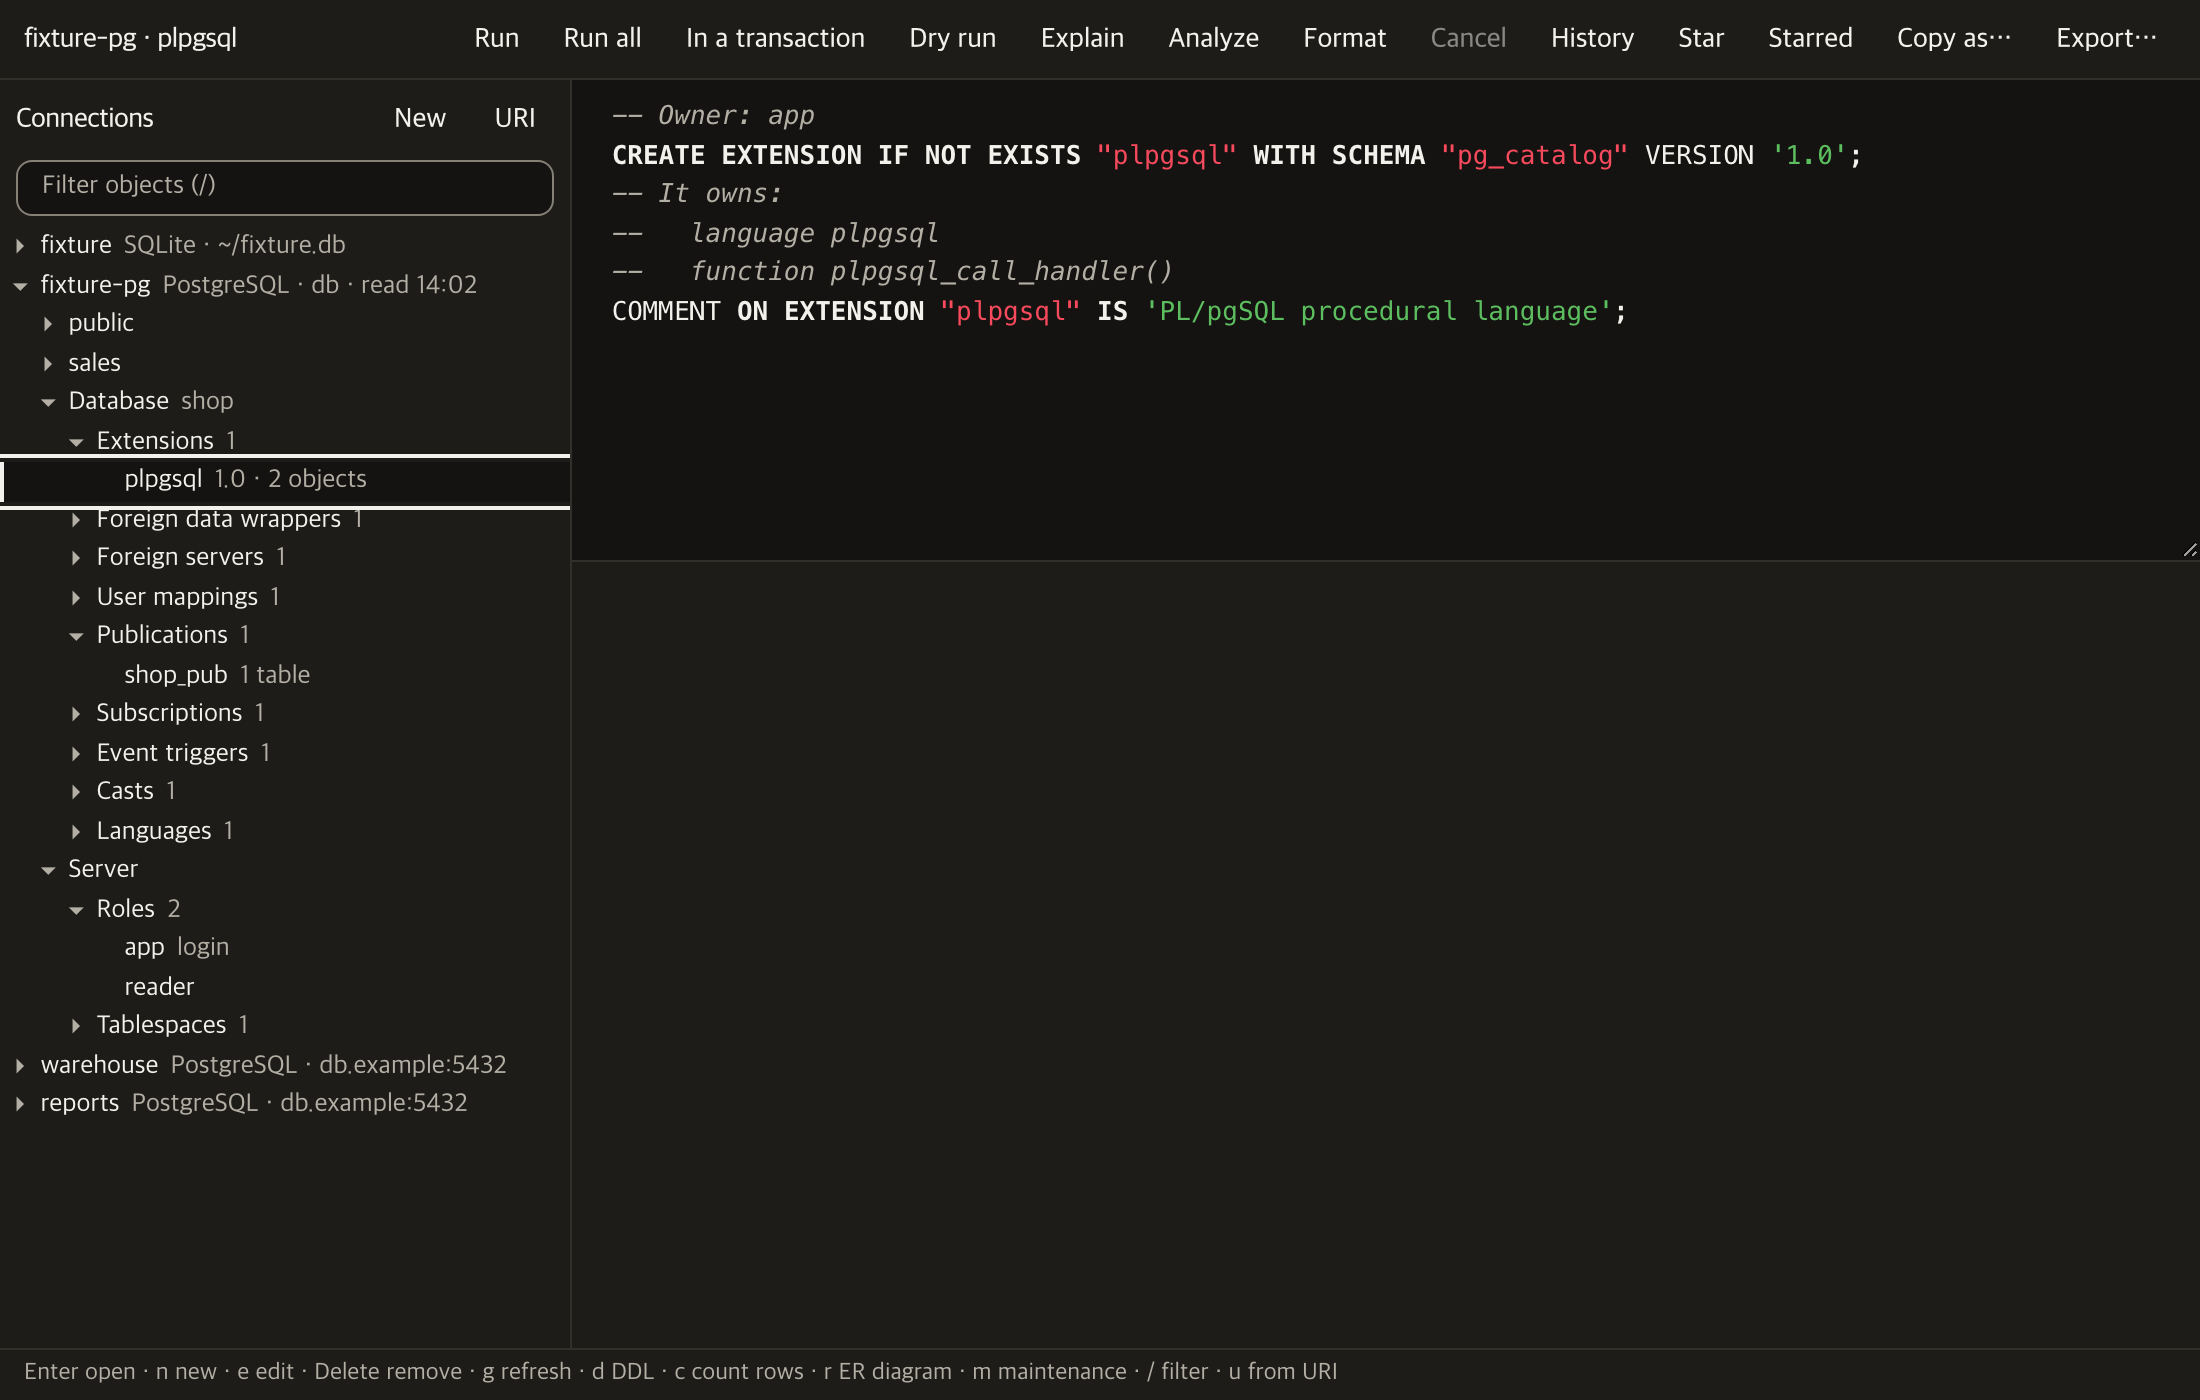 fixture-pg · plpgsql Run Run all In a transaction Dry run Explain Analyze Format Cancel History Star Starred Copy as··· Export···
Connections New URI
Filter objects (/)
fixture SQLite · ~/fixture.db
fixture-pg PostgreSQL · db · read 14:02
public
sales
Database shop
Extensions 1
plpgsql 1.0 · 2 objects
Foreign data wrappers 1
Foreign servers 1
User mappings 1
Publications 1
shop_pub 1 table
Subscriptions 1
Event triggers 1
Casts 1
Languages 1
Server
Roles 2
app login
reader
Tablespaces 1
warehouse PostgreSQL · db.example:5432
reports PostgreSQL · db.example:5432
-- Owner: app
CREATE EXTENSION IF NOT EXISTS "plpgsql" WITH SCHEMA "pg_catalog" VERSION '1.0';
-- It owns:
--   language plpgsql
--   function plpgsql_call_handler()
COMMENT ON EXTENSION "plpgsql" IS 'PL/pgSQL procedural language';
Enter open · n new · e edit · Delete remove · g refresh · d DDL · c count rows · r ER diagram · m maintenance · / filter · u from URI